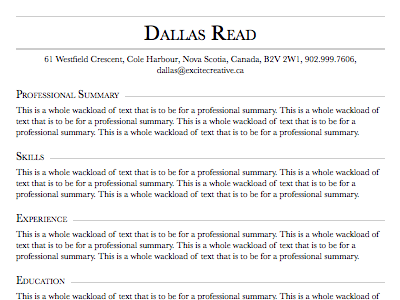 Dallas Read
61 Westfield Crescent, Cole Harbour, Nova Scotia, Canada, B2V 2W1, 902.999.7606,
dallas@excitecreative.ca
Professional Summary
This is a whole wackload of text that is to be for a professional summary. This is a whole wackload of
text that is to be for a professional summary. This is a whole wackload of text that is to be for a
professional summary. This is a whole wackload of text that is to be for a professional summary.
Skills
This is a whole wackload of text that is to be for a professional summary. This is a whole wackload of
text that is to be for a professional summary. This is a whole wackload of text that is to be for a
professional summary. This is a whole wackload of text that is to be for a professional summary.
Experience
This is a whole wackload of text that is to be for a professional summary. This is a whole wackload of
text that is to be for a professional summary. This is a whole wackload of text that is to be for a
professional summary. This is a whole wackload of text that is to be for a professional summary.
Education
This is a whole wackload of text that is to be for a professional summary. This is a whole wackload of